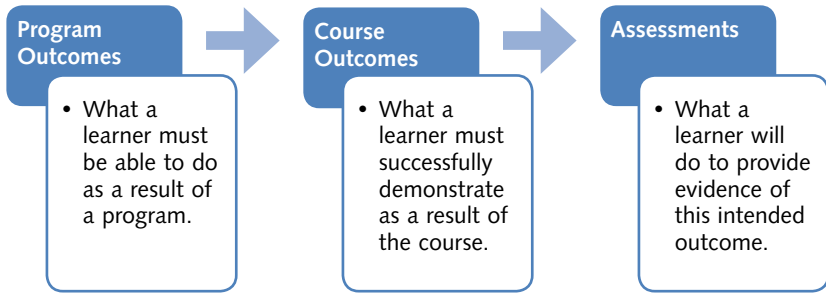 Program
Outcomes
• What a
learner must
be able to do
as a result of
a program.
Course
Outcomes
• What a
learner must
successfully
demonstrate
as a result of
the course.
Assessments
• What a
learner will
do to provide
evidence of
this intended
outcome.